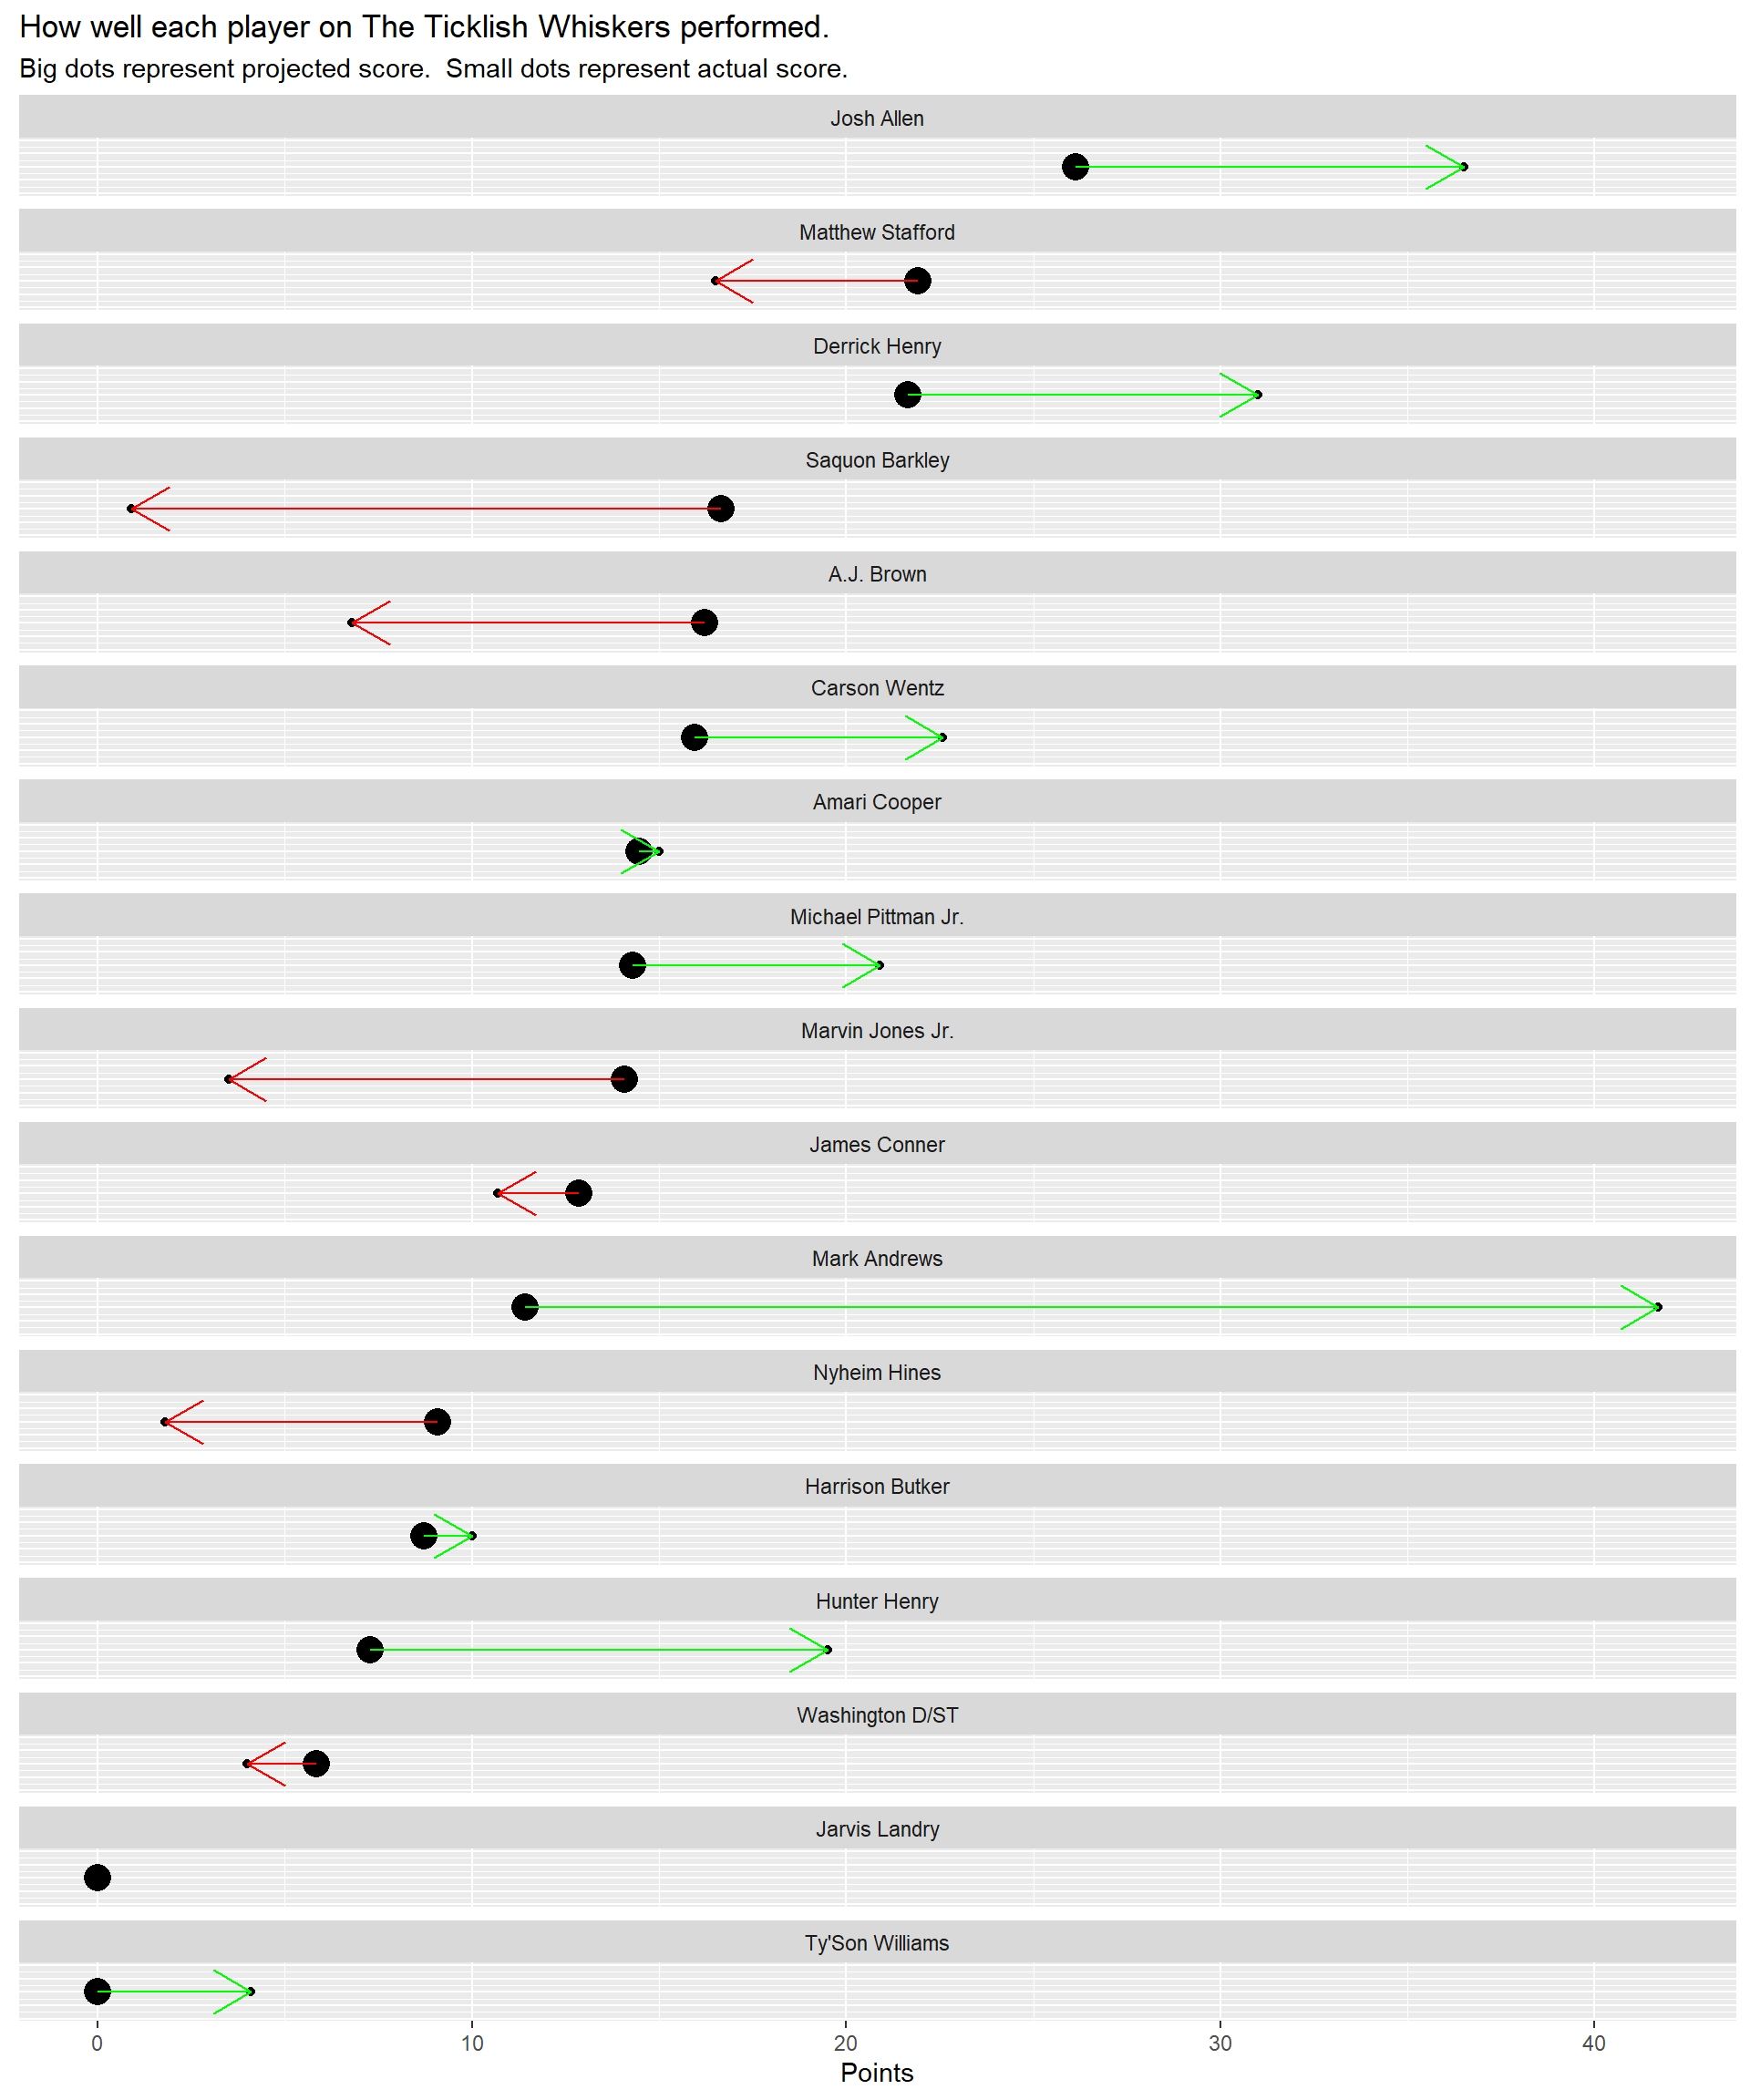 How well each player on The Ticklish Whiskers performed.
Big dots represent projected score.  Small dots represent actual score.
Josh Allen
Matthew Stafford
Derrick Henry
Saquon Barkley
A.J. Brown
Carson Wentz
Amari Cooper
Michael Pittman Jr.
Marvin Jones Jr.
James Conner
Mark Andrews
Nyheim Hines
Harrison Butker
Hunter Henry
Washington D/ST
Jarvis Landry
Ty'Son Williams
0 10 20 30 40
Points